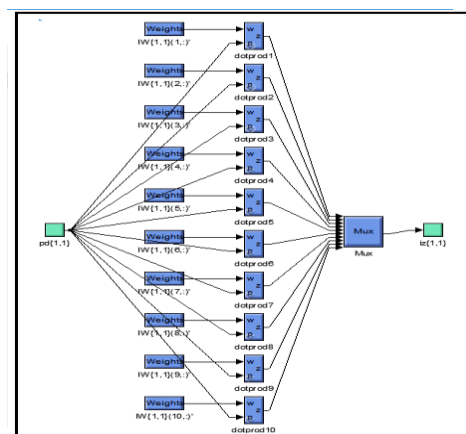 Weights
IW{1,1}(1,:)'
w
p
z
dotprod1
Weights
IW{1,1}(2,:)'
w
p
z
dotprod2
Weights
IW{1,1}(3,:)'
w
p
z
dotprod3
Weights
IW{1,1}(4,:)'
w
p
z
dotprod4
Weights
IW{1,1}(5,:)'
w
p
z
dotprod5
pd{1,1}
Mux
Mux
iz{1,1}
Weights
IW{1,1}(6,:)'
w
p
z
dotprod6
Weights
IW{1,1}(7,:)'
w
p
z
dotprod7
Weights
IW{1,1}(8,:)'
w
p
z
dotprod8
Weights
IW{1,1}(9,:)'
w
p
z
dotprod9
Weights
IW{1,1}(10,:)'
w
p
z
dotprod10